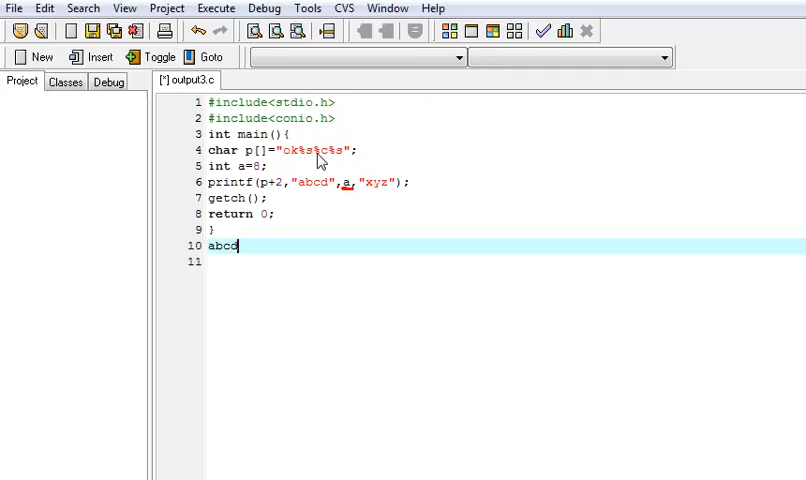 File Edit Search View Project Execute Debug Tools CVS Window Help
New Insert Toggle Goto
Project Classes Debug [*] output3.c
1 #include<stdio.h>
2 #include<conio.h>
3 int main(){
4 char p[]="ok%s%c%s";
5 int a=8;
6 printf(p+2,"abcd",a,"xyz");
7 getch();
8 return 0;
9 }
10 abcd
11